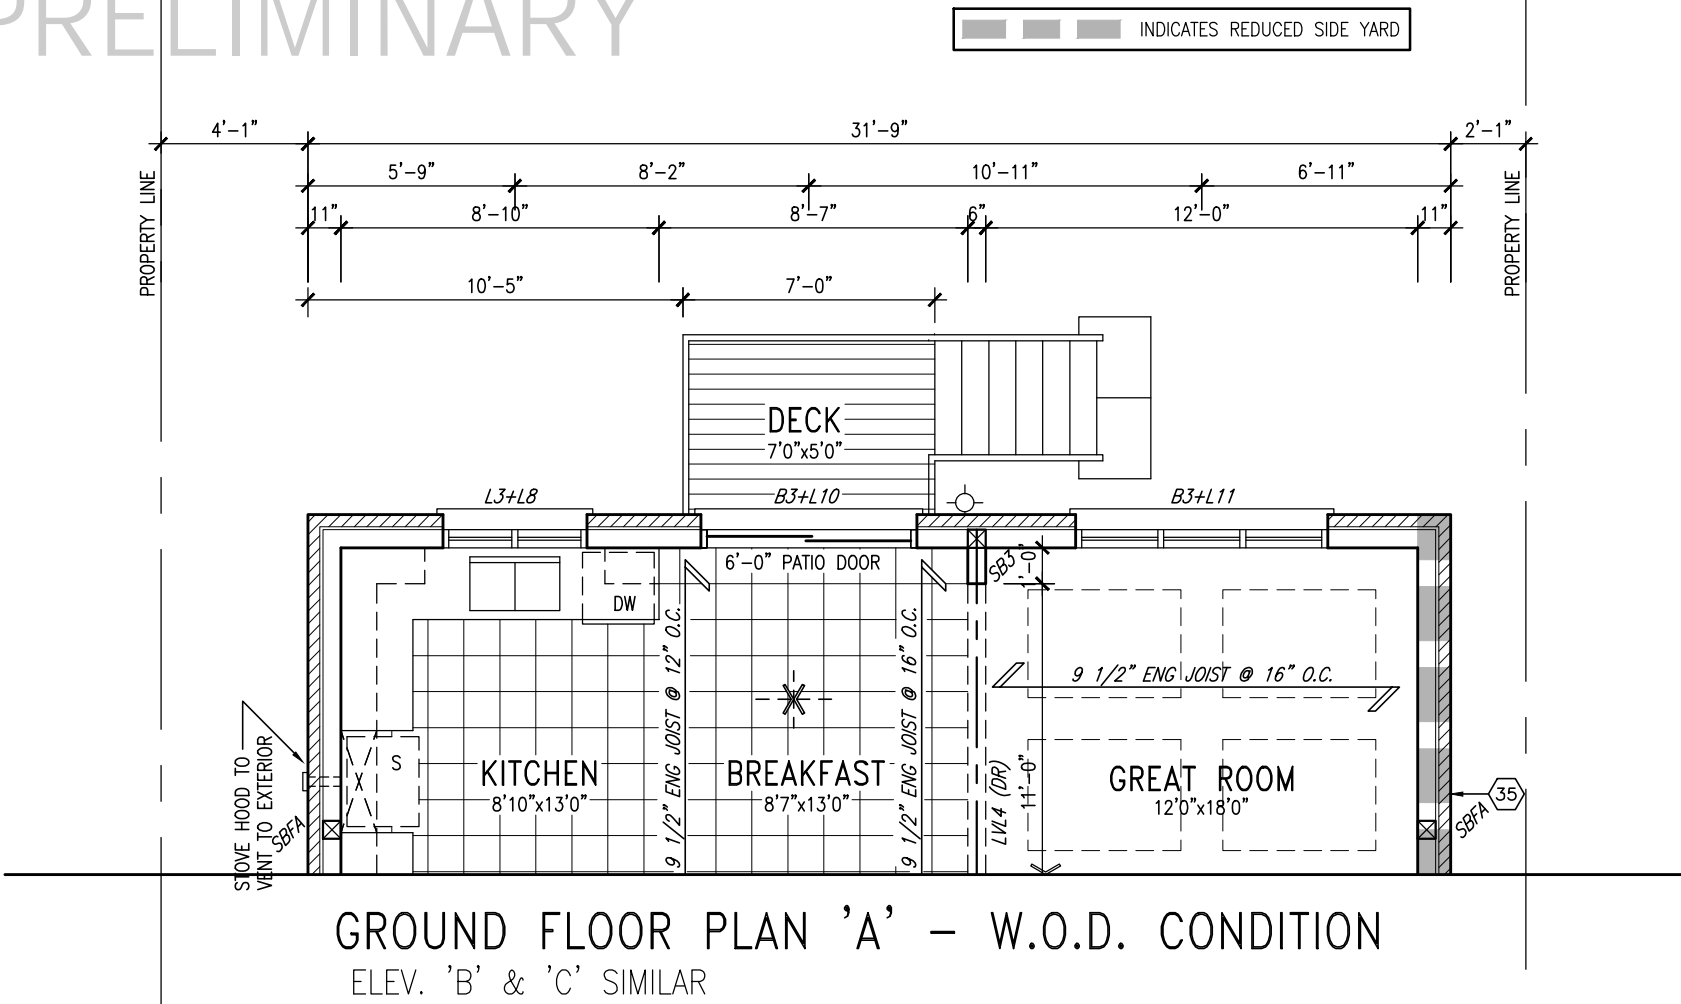 PRELIMINARY
INDICATES REDUCED SIDE YARD
4'-1"
31'-9"
2'-1"
5'-9"
8'-2"
10'-11"
6'-11"
11"
8'-10"
8'-7"
6"
12'-0"
11"
PROPERTY LINE
PROPERTY LINE
10'-5"
7'-0"
DECK
7'0"x5'0"
L3+L8
B3+L10
B3+L11
6'-0" PATIO DOOR
SB3
DW
9 1/2" ENG JOIST @ 12" O.C.
9 1/2" ENG JOIST @ 16" O.C.
9 1/2" ENG JOIST @ 16" O.C.
S
KITCHEN
8'10"x13'0"
BREAKFAST
8'7"x13'0"
LVL4 (DR)
11'-0"
GREAT ROOM
12'0"x18'0"
35
SBFA
SBFA
STOVE HOOD TO
VENT TO EXTERIOR
GROUND FLOOR PLAN 'A' - W.O.D. CONDITION
ELEV. 'B' & 'C' SIMILAR